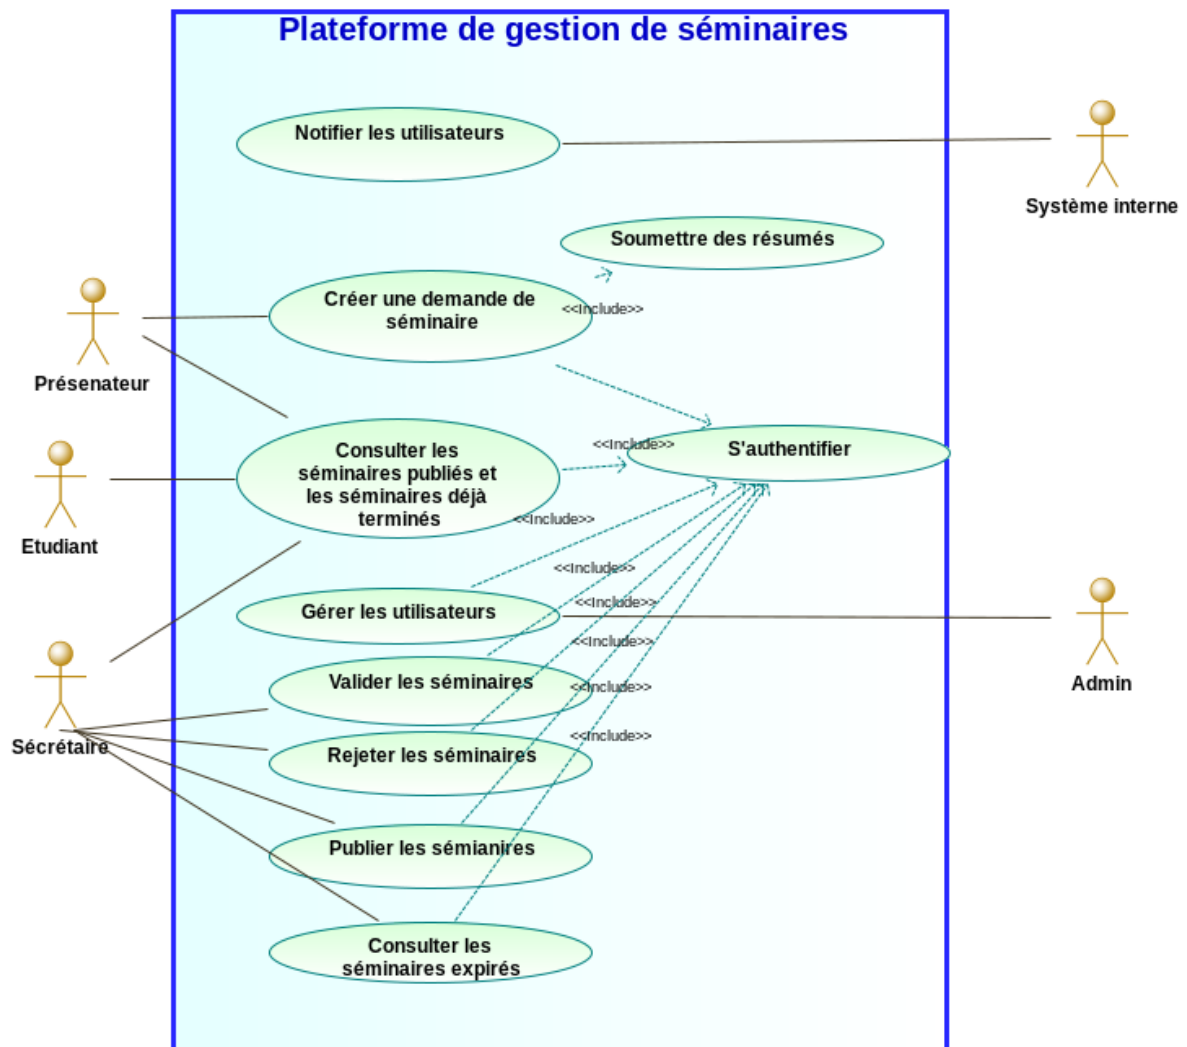 Plateforme de gestion de séminaires
Notifier les utilisateurs
Système interne
Soumettre des résumés
Créer une demande de
séminaire
<<Include>>
Présenateur
Consulter les
séminaires publiés et
les séminaires déjà
terminés
<<Include>>
S'authentifier
Etudiant
<<Include>>
<<Include>>
Gérer les utilisateurs
<<Include>>
<<Include>>
Admin
Valider les séminaires
<<Include>>
Sécrétaire
Rejeter les séminaires
<<Include>>
Publier les sémianires
Consulter les
séminaires expirés